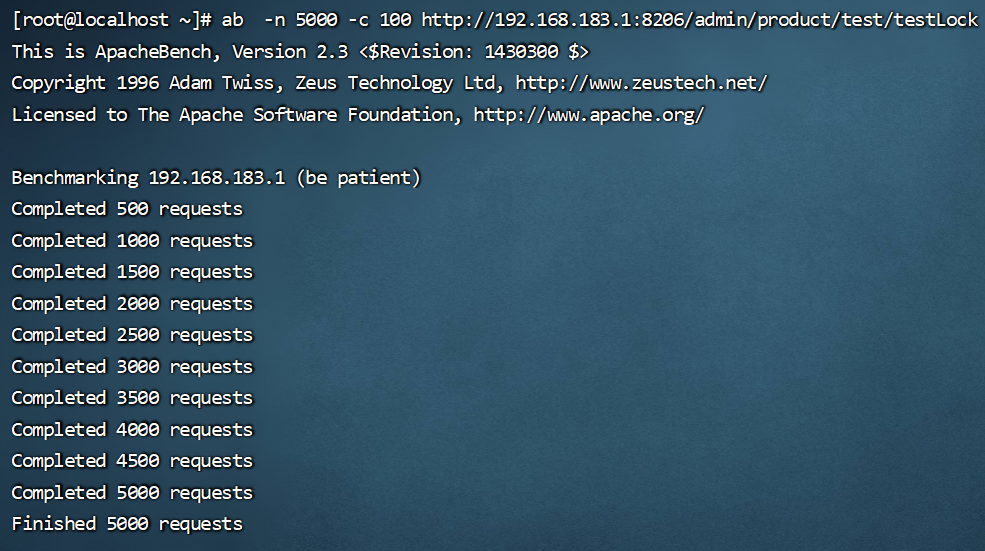 [root@localhost ~]# ab  -n 5000 -c 100 http://192.168.183.1:8206/admin/product/test/testLock
This is ApacheBench, Version 2.3 <$Revision: 1430300 $>
Copyright 1996 Adam Twiss, Zeus Technology Ltd, http://www.zeustech.net/
Licensed to The Apache Software Foundation, http://www.apache.org/

Benchmarking 192.168.183.1 (be patient)
Completed 500 requests
Completed 1000 requests
Completed 1500 requests
Completed 2000 requests
Completed 2500 requests
Completed 3000 requests
Completed 3500 requests
Completed 4000 requests
Completed 4500 requests
Completed 5000 requests
Finished 5000 requests